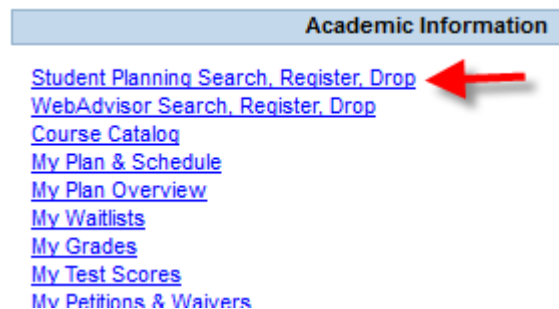 Academic Information
Student Planning Search, Register, Drop
WebAdvisor Search, Register, Drop
Course Catalog
My Plan & Schedule
My Plan Overview
My Waitlists
My Grades
My Test Scores
My Petitions & Waivers